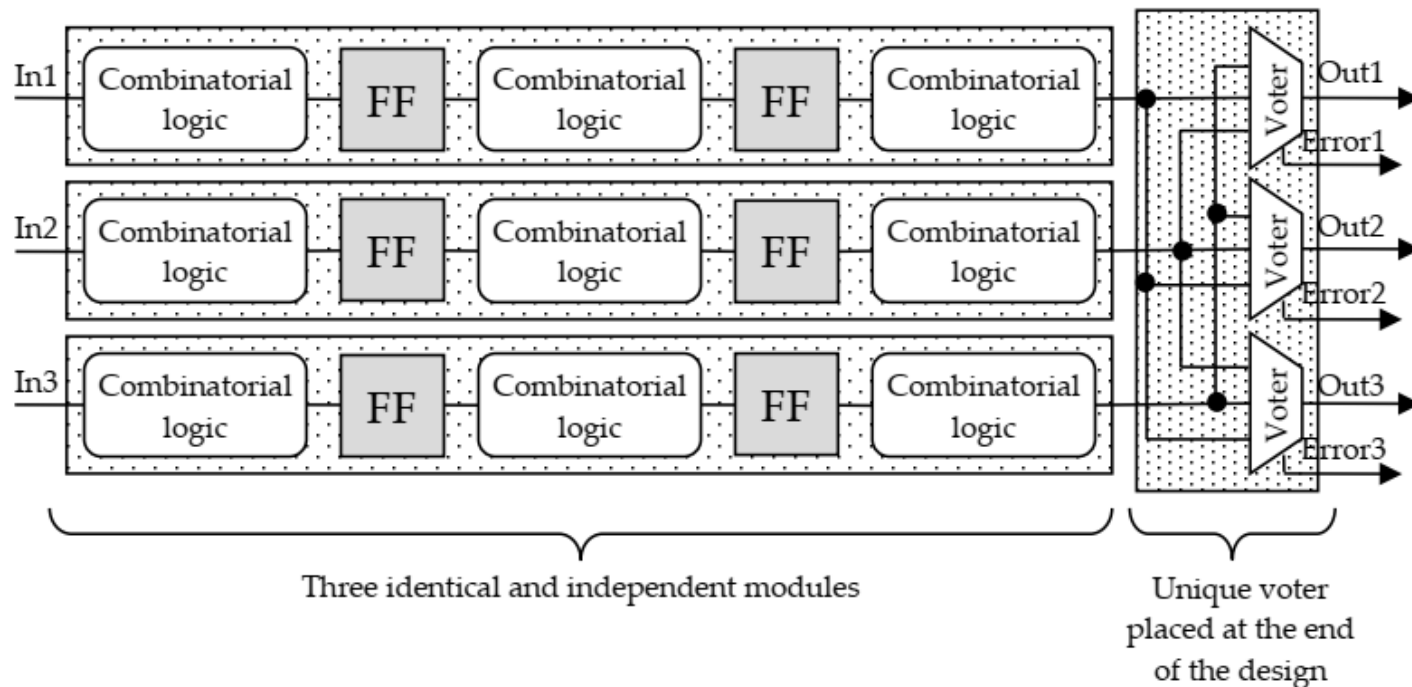 In1
Combinatorial
logic
FF
Combinatorial
logic
FF
Combinatorial
logic
Voter
Out1
Error1
In2
Combinatorial
logic
FF
Combinatorial
logic
FF
Combinatorial
logic
Voter
Out2
Error2
In3
Combinatorial
logic
FF
Combinatorial
logic
FF
Combinatorial
logic
Voter
Out3
Error3
Three identical and independent modules
Unique voter
placed at the end
of the design